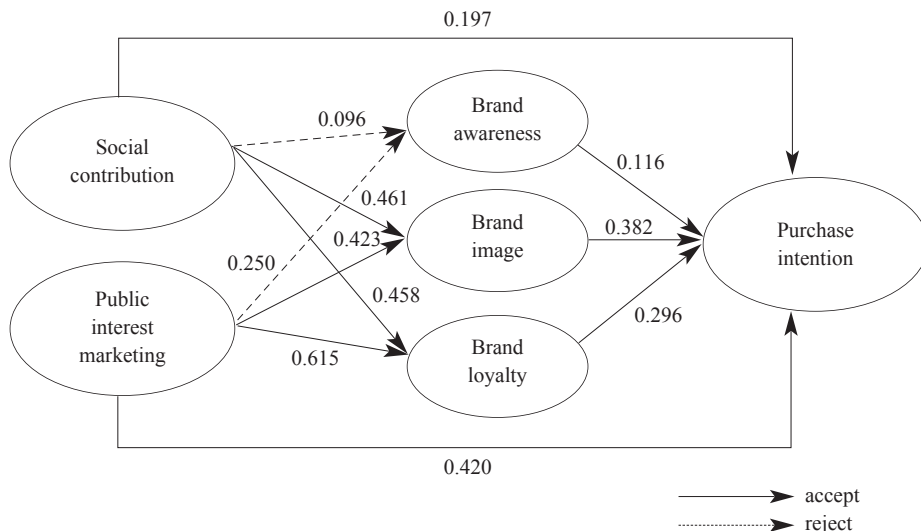 0.197
Social
contribution
0.096
Brand
awareness
0.116
0.461
Brand
image
0.382
Purchase
intention
0.423
0.250
0.458
Public
interest
marketing
0.615
Brand
loyalty
0.296
0.420
accept
reject